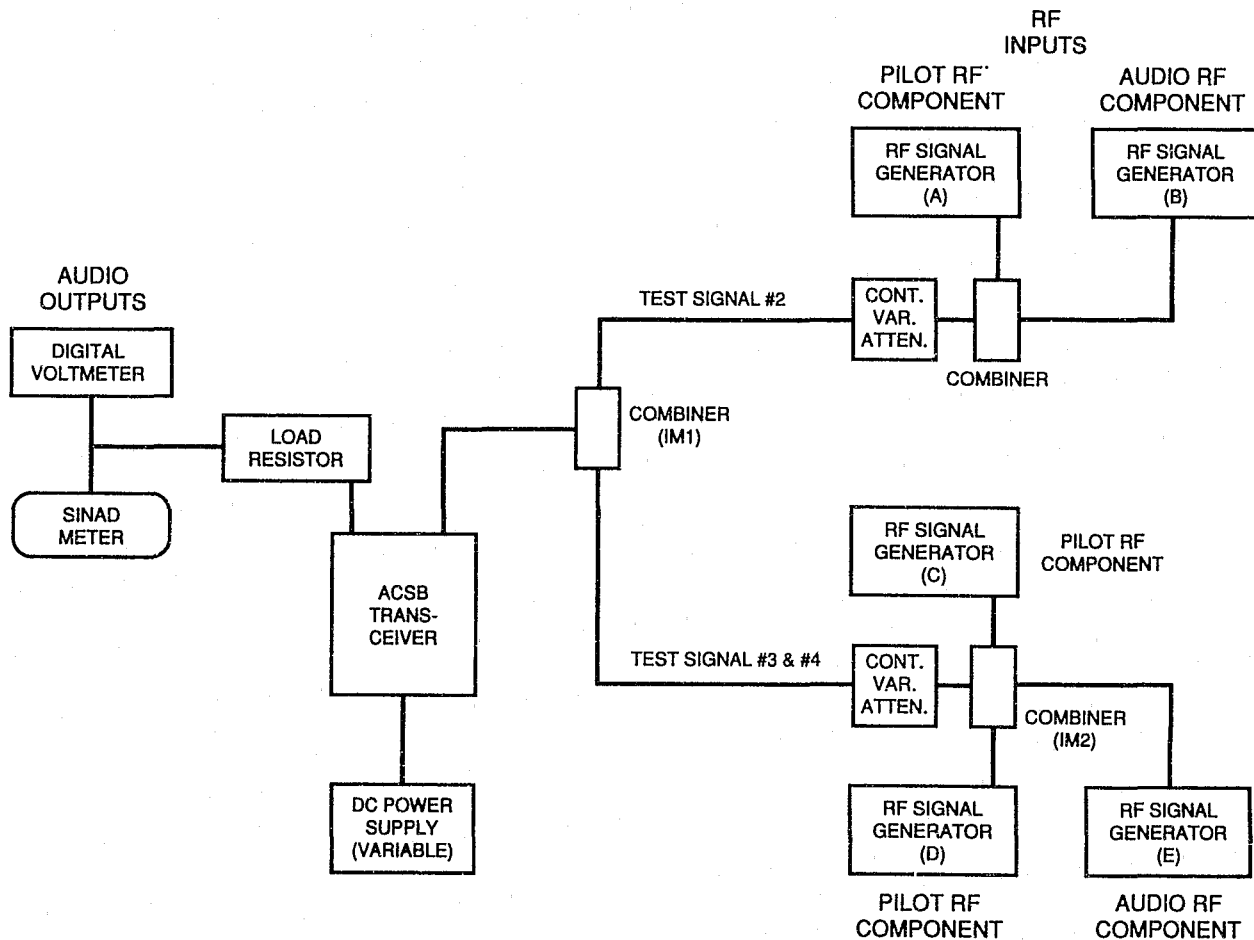 RF
INPUTS
PILOT RF
COMPONENT
AUDIO RF
COMPONENT
RF SIGNAL
GENERATOR
(A)
RF SIGNAL
GENERATOR
(B)
AUDIO
OUTPUTS
DIGITAL
VOLTMETER
LOAD
RESISTOR
SINAD
METER
ACSB
TRANS-
CEIVER
DC POWER
SUPPLY
(VARIABLE)
COMBINER
(IM1)
TEST SIGNAL #2
CONT.
VAR.
ATTEN.
COMBINER
RF SIGNAL
GENERATOR
(C)
PILOT RF
COMPONENT
TEST SIGNAL #3 & #4
CONT.
VAR.
ATTEN.
COMBINER
(IM2)
RF SIGNAL
GENERATOR
(D)
RF SIGNAL
GENERATOR
(E)
PILOT RF
COMPONENT
AUDIO RF
COMPONENT